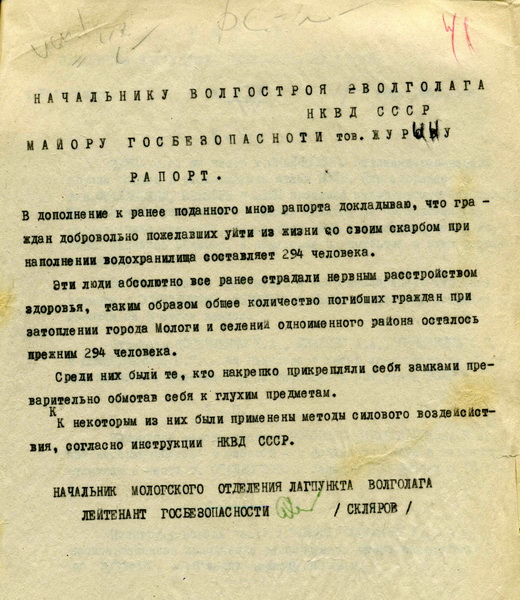 41
НАЧАЛЬНИКУ ВОЛГОСТРОЯ ВОЛГОЛАГА
НКВД СССР
МАЙОРУ ГОСБЕЗОПАСНОТИ тов. ЖУРИНУ
РАПОРТ.
В дополнение к ранее поданного мною рапорта докладываю, что гра-
ждан добровольно пожелавших уйти из жизни со своим скарбом при
наполнении водохранилища составляет 294 человека.
Эти люди абсолютно все ранее страдали нервным расстройством
здоровья, таким образом общее количество погибших граждан при
затоплении города Мологи и селений одноименного района осталось
прежним 294 человека.
Среди них были те, кто накрепко прикрепляли себя замками пре-
варительно обмотав себя к глухим предметам.
К К некоторым из них были применены методы силового воздейсйст-
вия, согласно инструкции НКВД СССР.
НАЧАЛЬНИК МОЛОГСКОГО ОТДЕЛЕНИЯ ЛАГПУНКТА ВОЛГОЛАГА
ЛЕЙТЕНАНТ ГОСБЕЗОПАСНОСТИ / СКЛЯРОВ /